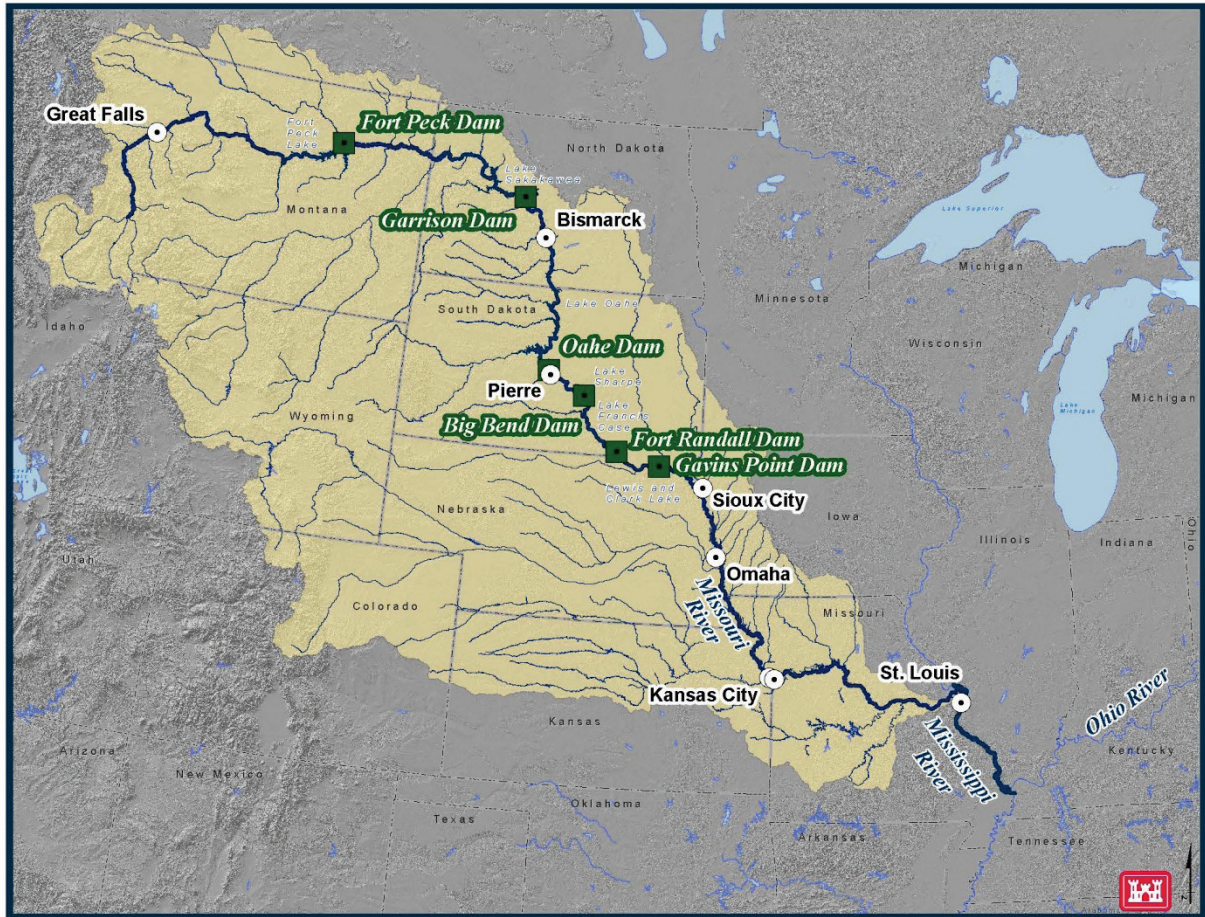 Great Falls
Fort
Peck
Lake
Fort Peck Dam
North Dakota
Lake
Sakakawea
Montana
Garrison Dam
Bismarck
Lake Superior
Michigan
Minnesota
South Dakota
Lake Oahe
Idaho
Wisconsin
Oahe Dam
Pierre
Lake
Sharpe
Michigan
Lake
Michigan
Wyoming
Lake
Francis
Case
Big Bend Dam
Fort Randall Dam
Gavins Point Dam
Lewis and
Clark Lake
Sioux City
Nebraska
Iowa
Ohio
Illinois
Indiana
Utah
Omaha
Colorado
Missouri
River
Missouri
St. Louis
Kansas City
Kansas
Mississippi
River
Ohio River
Kentucky
Arizona
New Mexico
Oklahoma
Texas
Arkansas
Tennessee